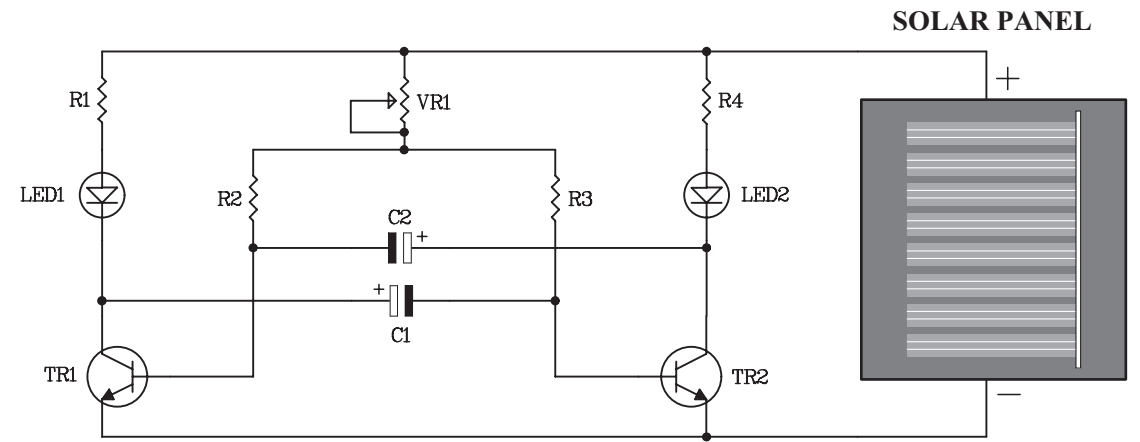 SOLAR PANEL
+
R1
VR1
R4
LED1
R2
R3
LED2
C2
+
+
C1
TR1
TR2
—